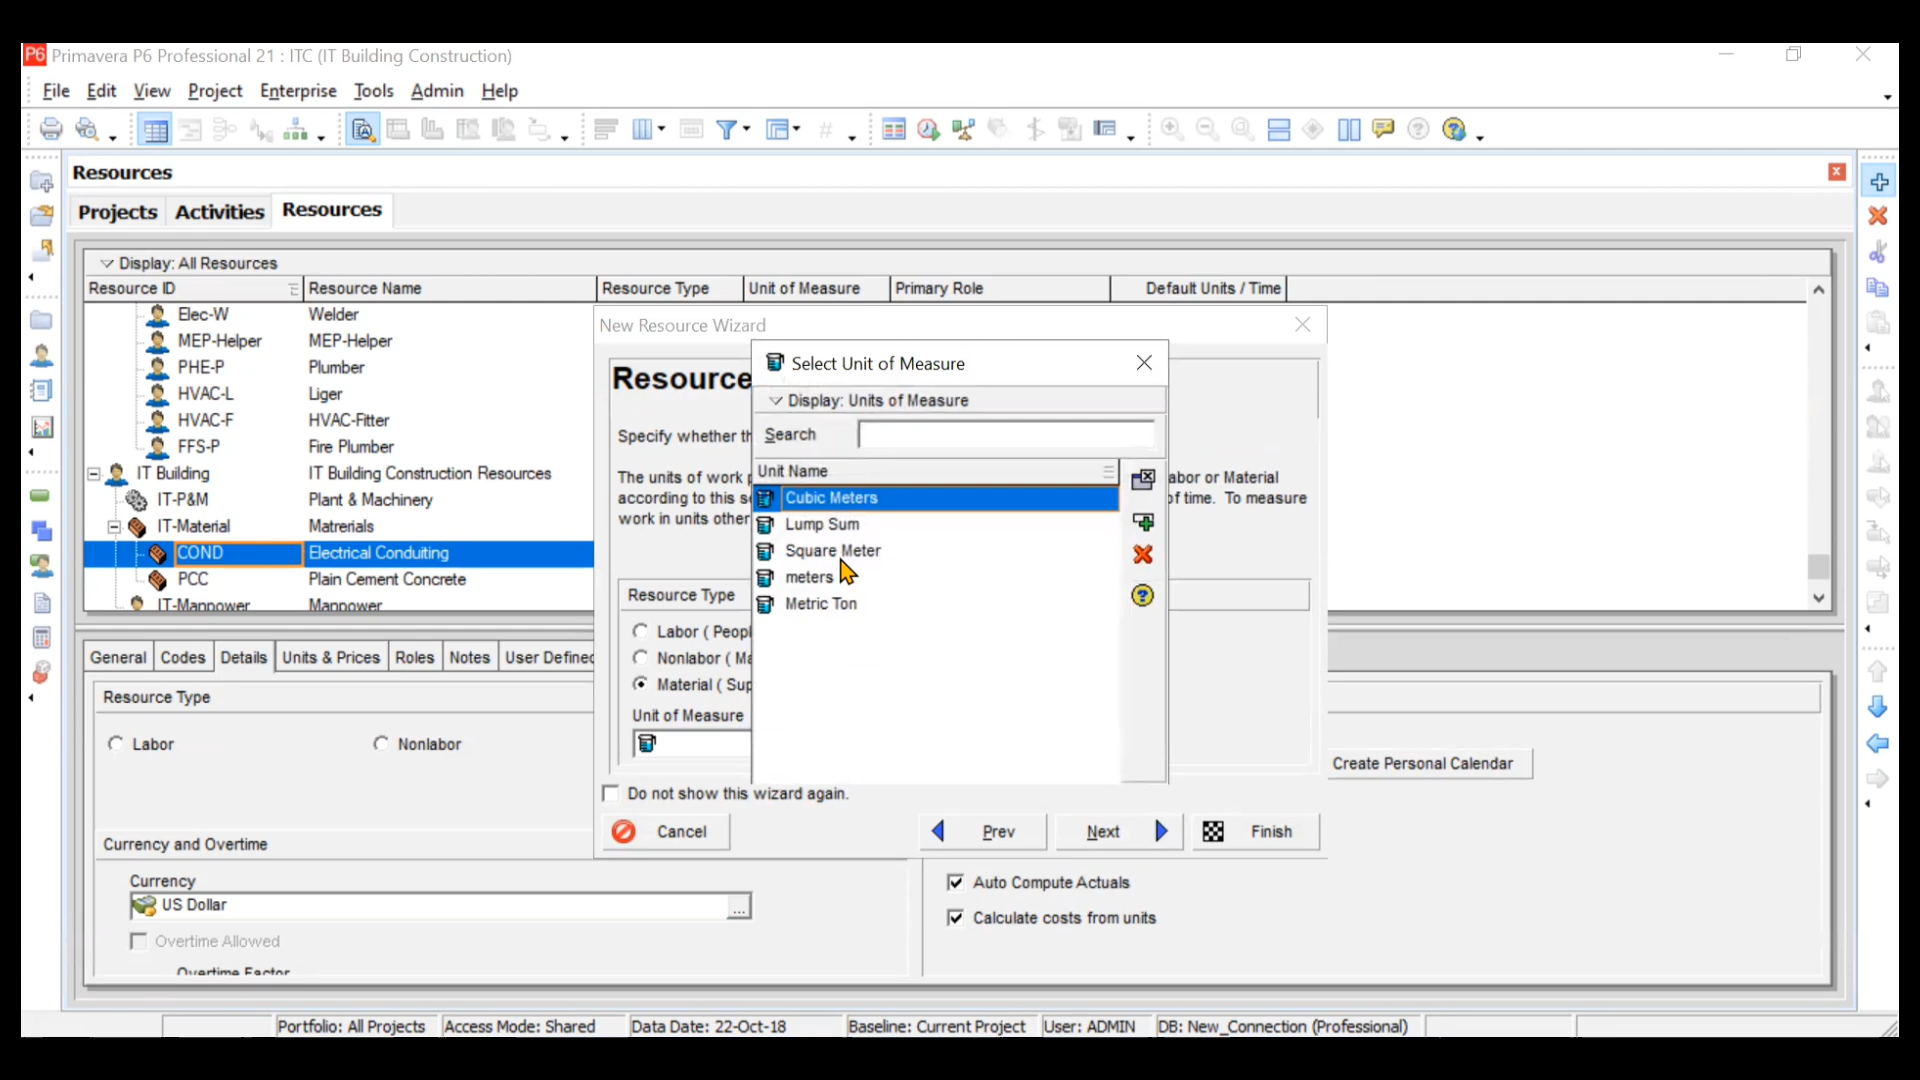 P6 Primavera P6 Professional 21 : ITC (IT Building Construction)
File Edit View Project Enterprise Tools Admin Help
Resources
Projects Activities Resources
Display: All Resources
Resource ID Resource Name Resource Type Unit of Measure Primary Role Default Units / Time
Elec-W Welder
MEP-Helper MEP-Helper
PHE-P Plumber
HVAC-L Liger
HVAC-F HVAC-Fitter
FFS-P Fire Plumber
IT Building IT Building Construction Resources
IT-P&M Plant & Machinery
IT-Material Matrerials
COND Electrical Conduiting
PCC Plain Cement Concrete
IT-Manpower Manpower
New Resource Wizard
Resource
Specify whether th
The units of work p abor or Material
according to this s of time. To measure
work in units other
Resource Type
Labor ( Peopl
Nonlabor ( Ma
Material ( Sup
Unit of Measure
Do not show this wizard again.
Cancel Prev Next Finish
Select Unit of Measure
Display: Units of Measure
Search
Unit Name
Cubic Meters
Lump Sum
Square Meter
meters
Metric Ton
General Codes Details Units & Prices Roles Notes User Defined
Resource Type
Labor Nonlabor
Create Personal Calendar
Currency and Overtime
Currency
US Dollar ...
Overtime Allowed
Overtime Factor
Auto Compute Actuals
Calculate costs from units
Portfolio: All Projects Access Mode: Shared Data Date: 22-Oct-18 Baseline: Current Project User: ADMIN DB: New_Connection (Professional)